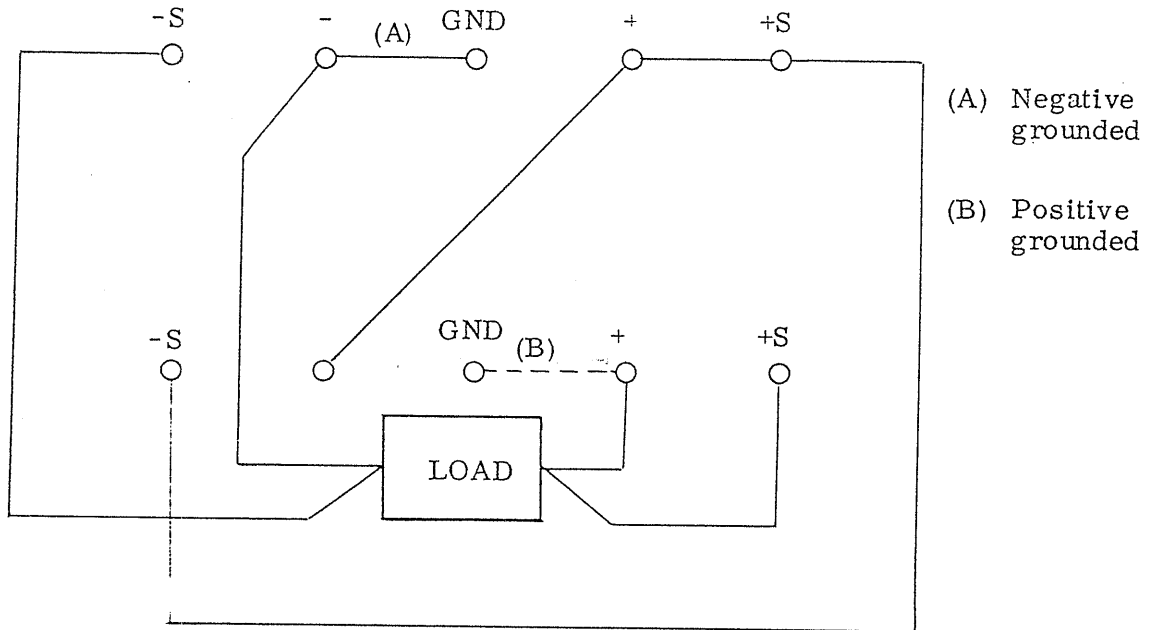 -S - (A) GND + +S
(A) Negative
grounded
(B) Positive
grounded
-S GND (B) + +S
LOAD